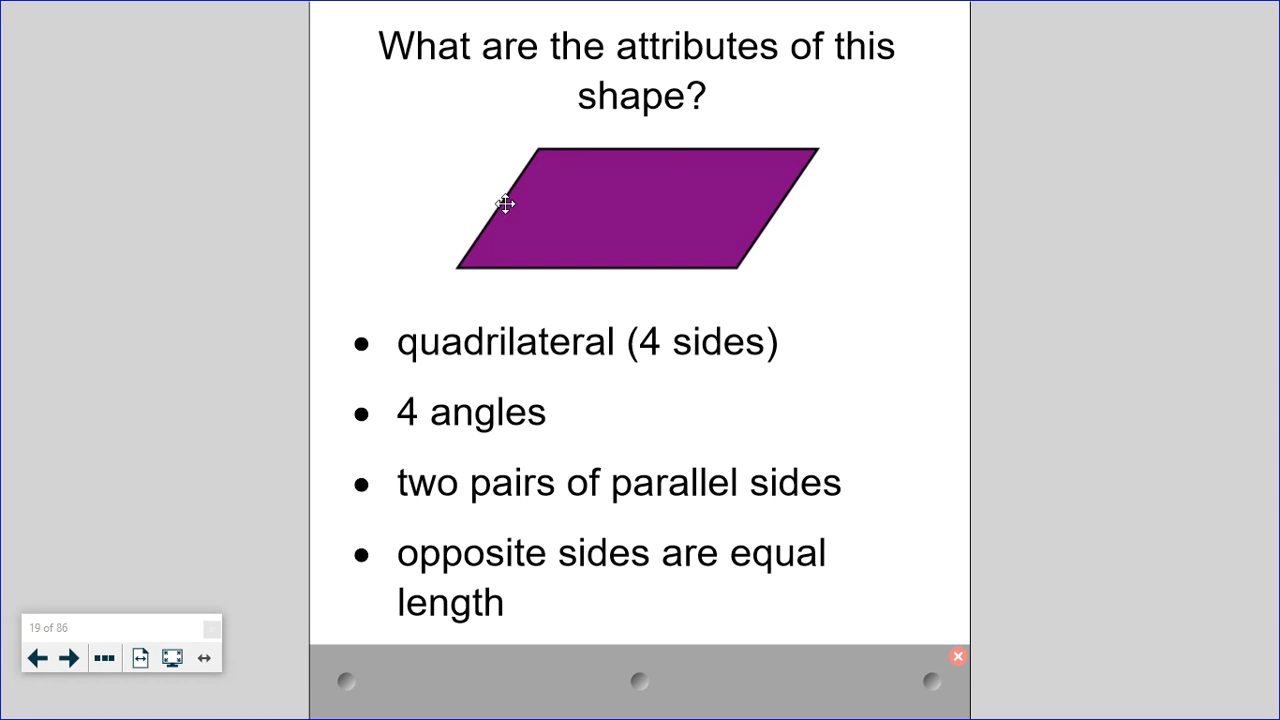 What are the attributes of this
shape?
• quadrilateral (4 sides)
• 4 angles
• two pairs of parallel sides
• opposite sides are equal
length
19 of 86